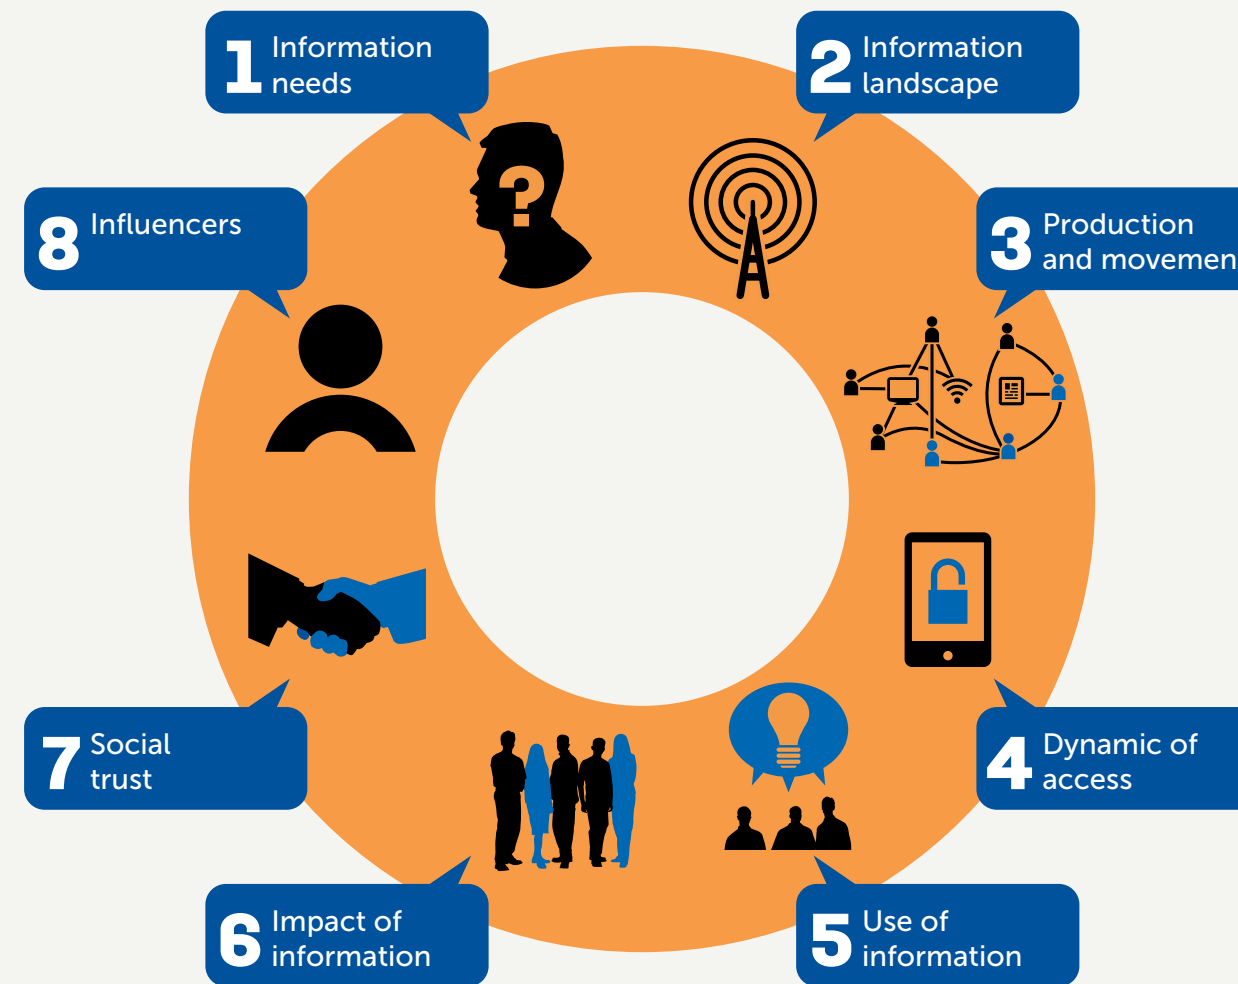 1 Information
needs
2 Information
landscape
3 Production
and movemen
4 Dynamic of
access
5 Use of
information
6 Impact of
information
7 Social
trust
8 Influencers
?